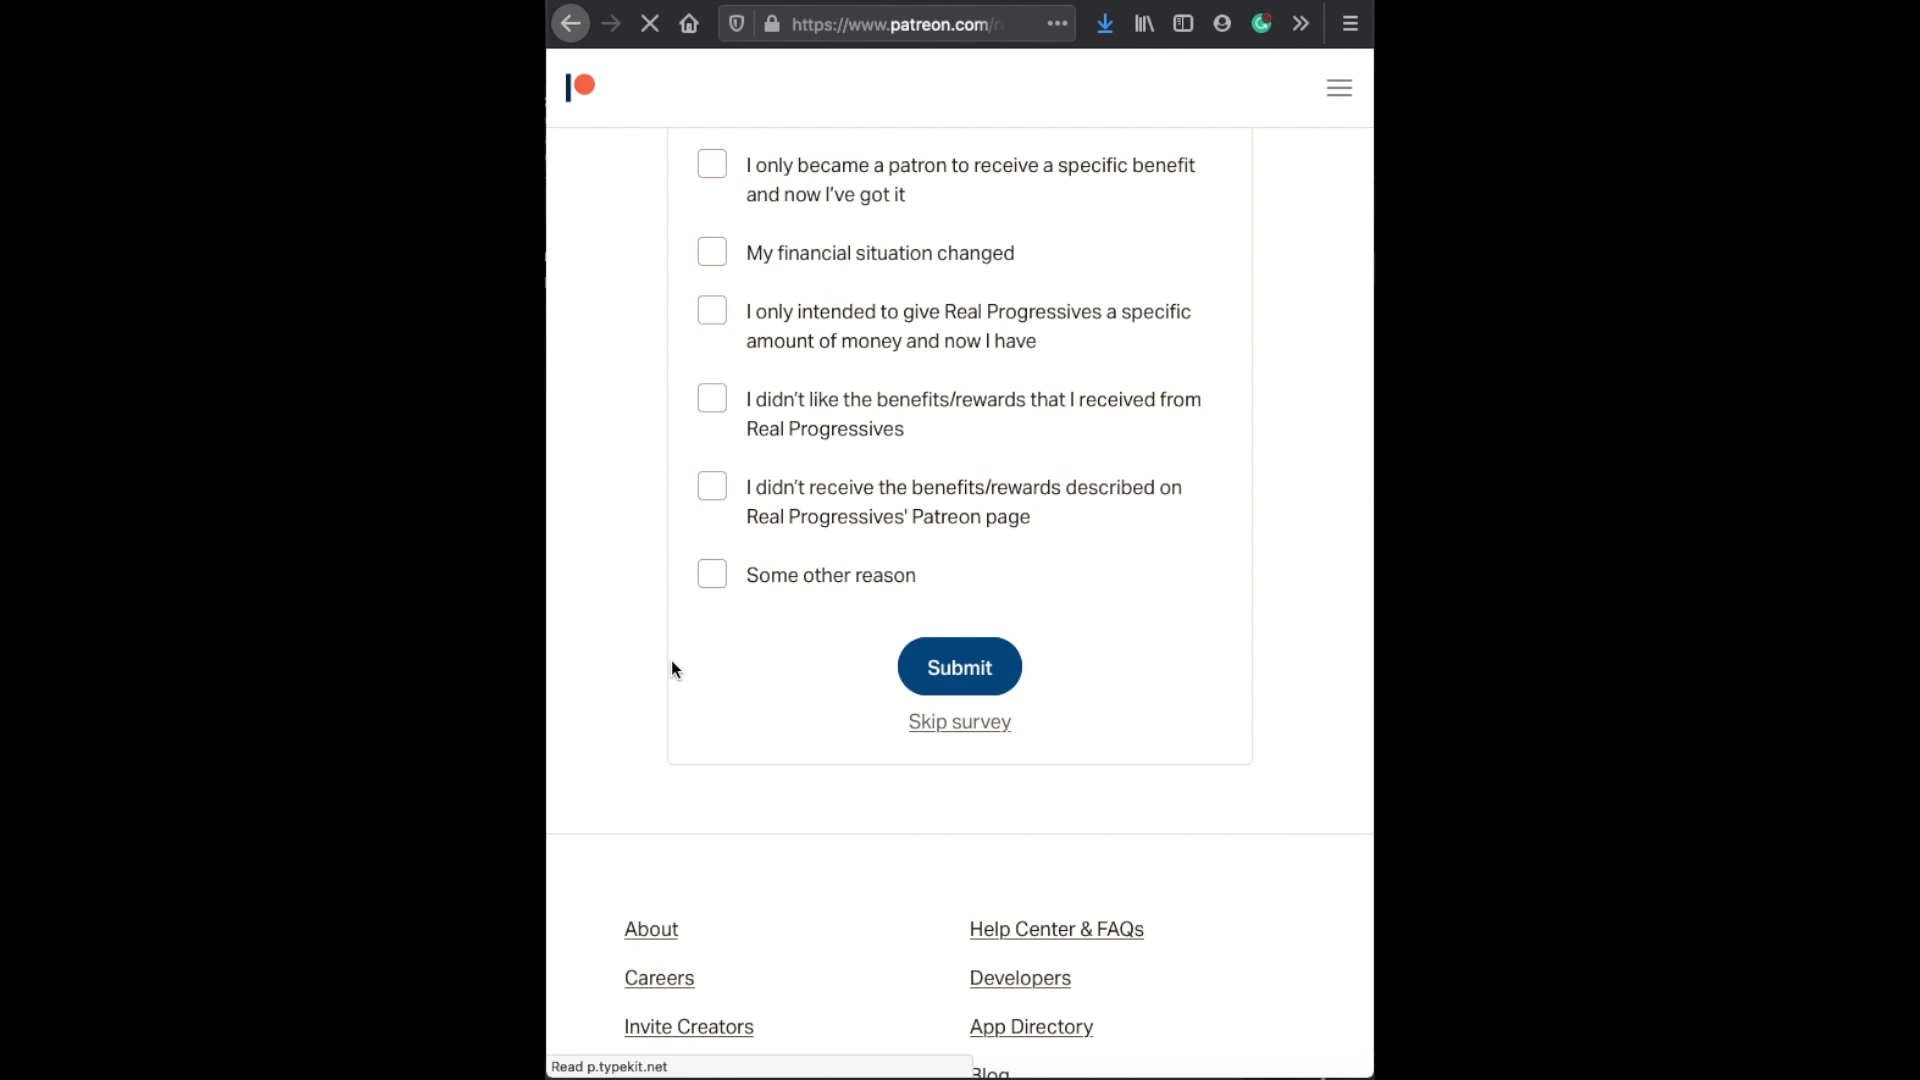 https://www.patreon.com/
I only became a patron to receive a specific benefit
and now I've got it
My financial situation changed
I only intended to give Real Progressives a specific
amount of money and now I have
I didn't like the benefits/rewards that I received from
Real Progressives
I didn't receive the benefits/rewards described on
Real Progressives' Patreon page
Some other reason
Submit
Skip survey
About
Help Center & FAQs
Careers
Developers
Invite Creators
App Directory
Blog
Read p.typekit.net